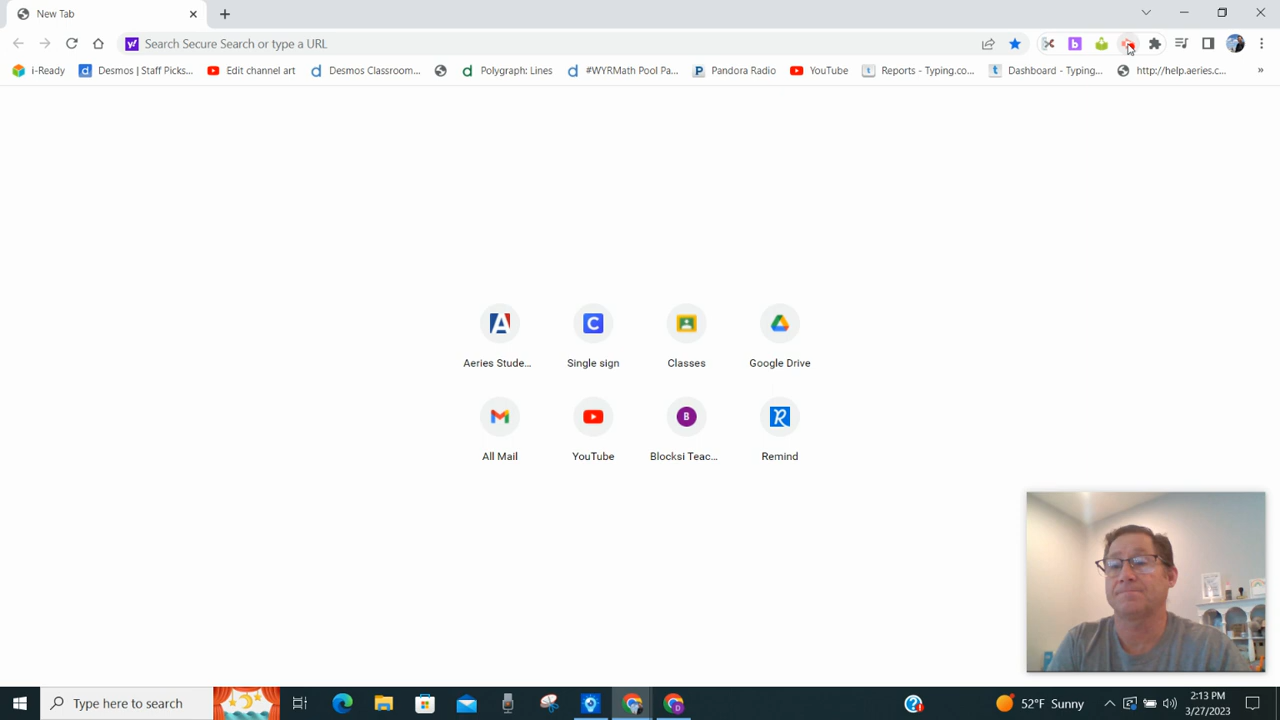 New Tab
Search Secure Search or type a URL
i-Ready
Desmos | Staff Picks...
Edit channel art
Desmos Classroom...
Polygraph: Lines
#WYRMath Pool Pa...
Pandora Radio
YouTube
Reports - Typing.co...
Dashboard - Typing...
http://help.aeries.c...
»
Aeries Stude...
Single sign
Classes
Google Drive
All Mail
YouTube
Blocksi Teac...
Remind
Type here to search
52°F Sunny
2:13 PM
3/27/2023